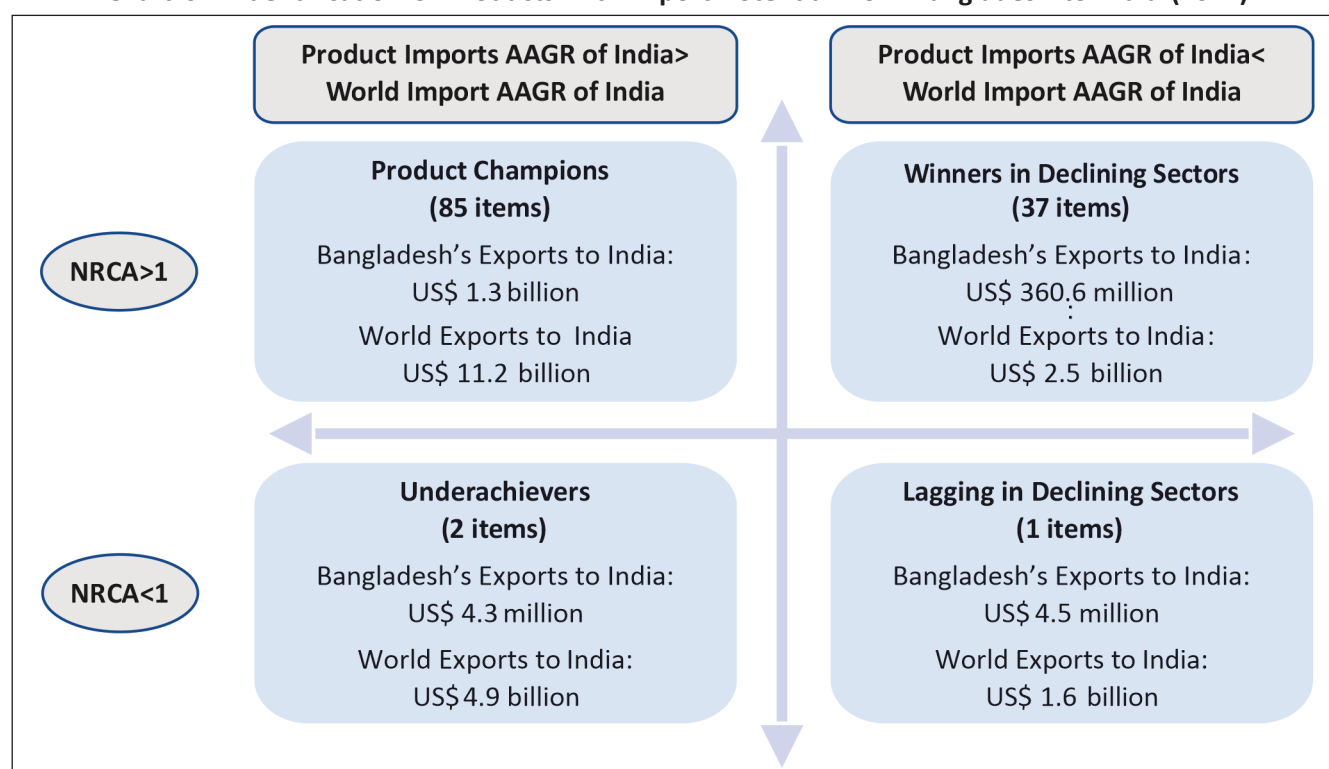 Product Imports AAGR of India>
World Import AAGR of India
Product Imports AAGR of India<
World Import AAGR of India
NRCA>1
Product Champions
(85 items)
Bangladesh’s Exports to India:
US$ 1.3 billion
World Exports to India
US$ 11.2 billion
Winners in Declining Sectors
(37 items)
Bangladesh’s Exports to India:
US$ 360.6 million
:
World Exports to India:
US$ 2.5 billion
NRCA<1
Underachievers
(2 items)
Bangladesh’s Exports to India:
US$ 4.3 million
World Exports to India:
US$ 4.9 billion
Lagging in Declining Sectors
(1 items)
Bangladesh’s Exports to India:
US$ 4.5 million
World Exports to India:
US$ 1.6 billion